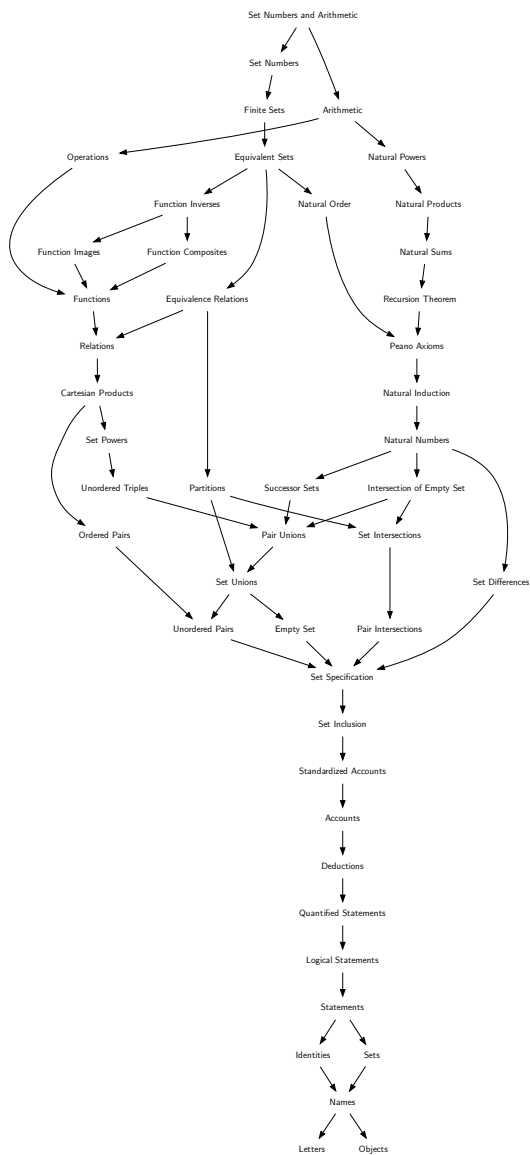 Set Numbers and Arithmetic
Set Numbers
Finite Sets
Arithmetic
Operations
Equivalent Sets
Natural Powers
Function Inverses
Natural Order
Natural Products
Function Images
Function Composites
Natural Sums
Functions
Equivalence Relations
Recursion Theorem
Relations
Peano Axioms
Cartesian Products
Natural Induction
Set Powers
Natural Numbers
Unordered Triples
Partitions
Successor Sets
Intersection of Empty Set
Ordered Pairs
Pair Unions
Set Intersections
Set Unions
Set Differences
Unordered Pairs
Empty Set
Pair Intersections
Set Specification
Set Inclusion
Standardized Accounts
Accounts
Deductions
Quantified Statements
Logical Statements
Statements
Identities
Sets
Names
Letters
Objects